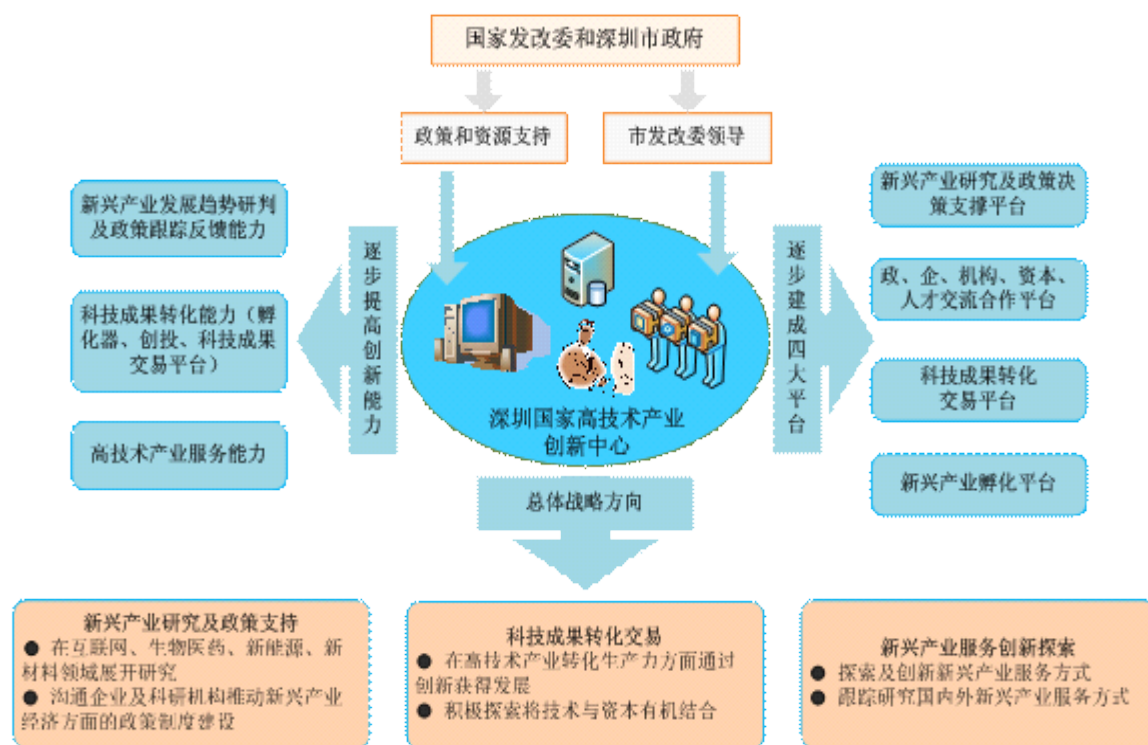 国家发改委和深圳市政府
政策和资源支持
市发改委领导
新兴产业发展趋势研判
及政策跟踪反馈能力
科技成果转化能力（孵
化器、创投、科技成果
交易平台）
高技术产业服务能力
逐步提高创新能力
深圳国家高技术产业
创新中心
逐步建成四大平台
新兴产业研究及政策决
策支撑平台
政、企、机构、资本、
人才交流合作平台
科技成果转化
交易平台
新兴产业孵化平台
总体战略方向
新兴产业研究及政策支持
● 在互联网、生物医药、新能源、新
材料领域展开研究
● 沟通企业及科研机构推动新兴产业
经济方面的政策制度建设
科技成果转化交易
● 在高技术产业转化生产力方面通过
创新获得发展
● 积极探索将技术与资本有机结合
新兴产业服务创新探索
● 探索及创新新兴产业服务方式
● 跟踪研究国内外新兴产业服务方式